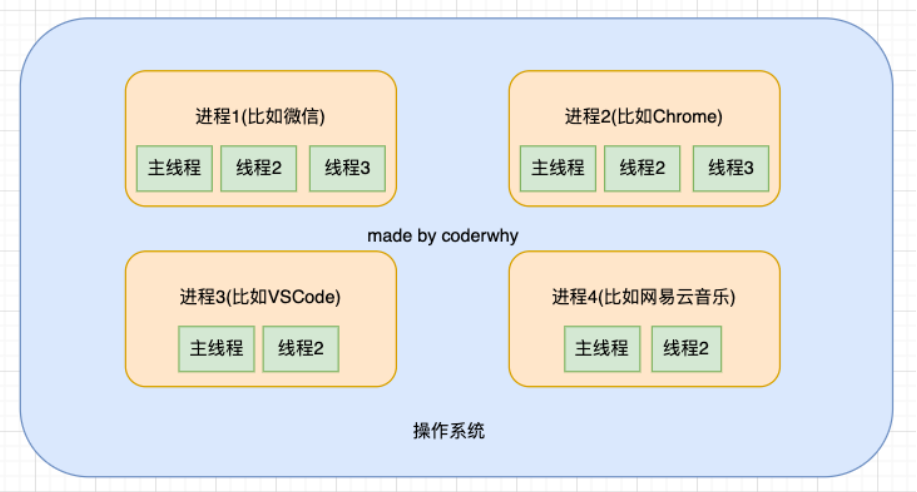 进程1(比如微信)
主线程 线程2 线程3
进程2(比如Chrome)
主线程 线程2 线程3
made by coderwhy
进程3(比如VSCode)
主线程 线程2
进程4(比如网易云音乐)
主线程 线程2
操作系统